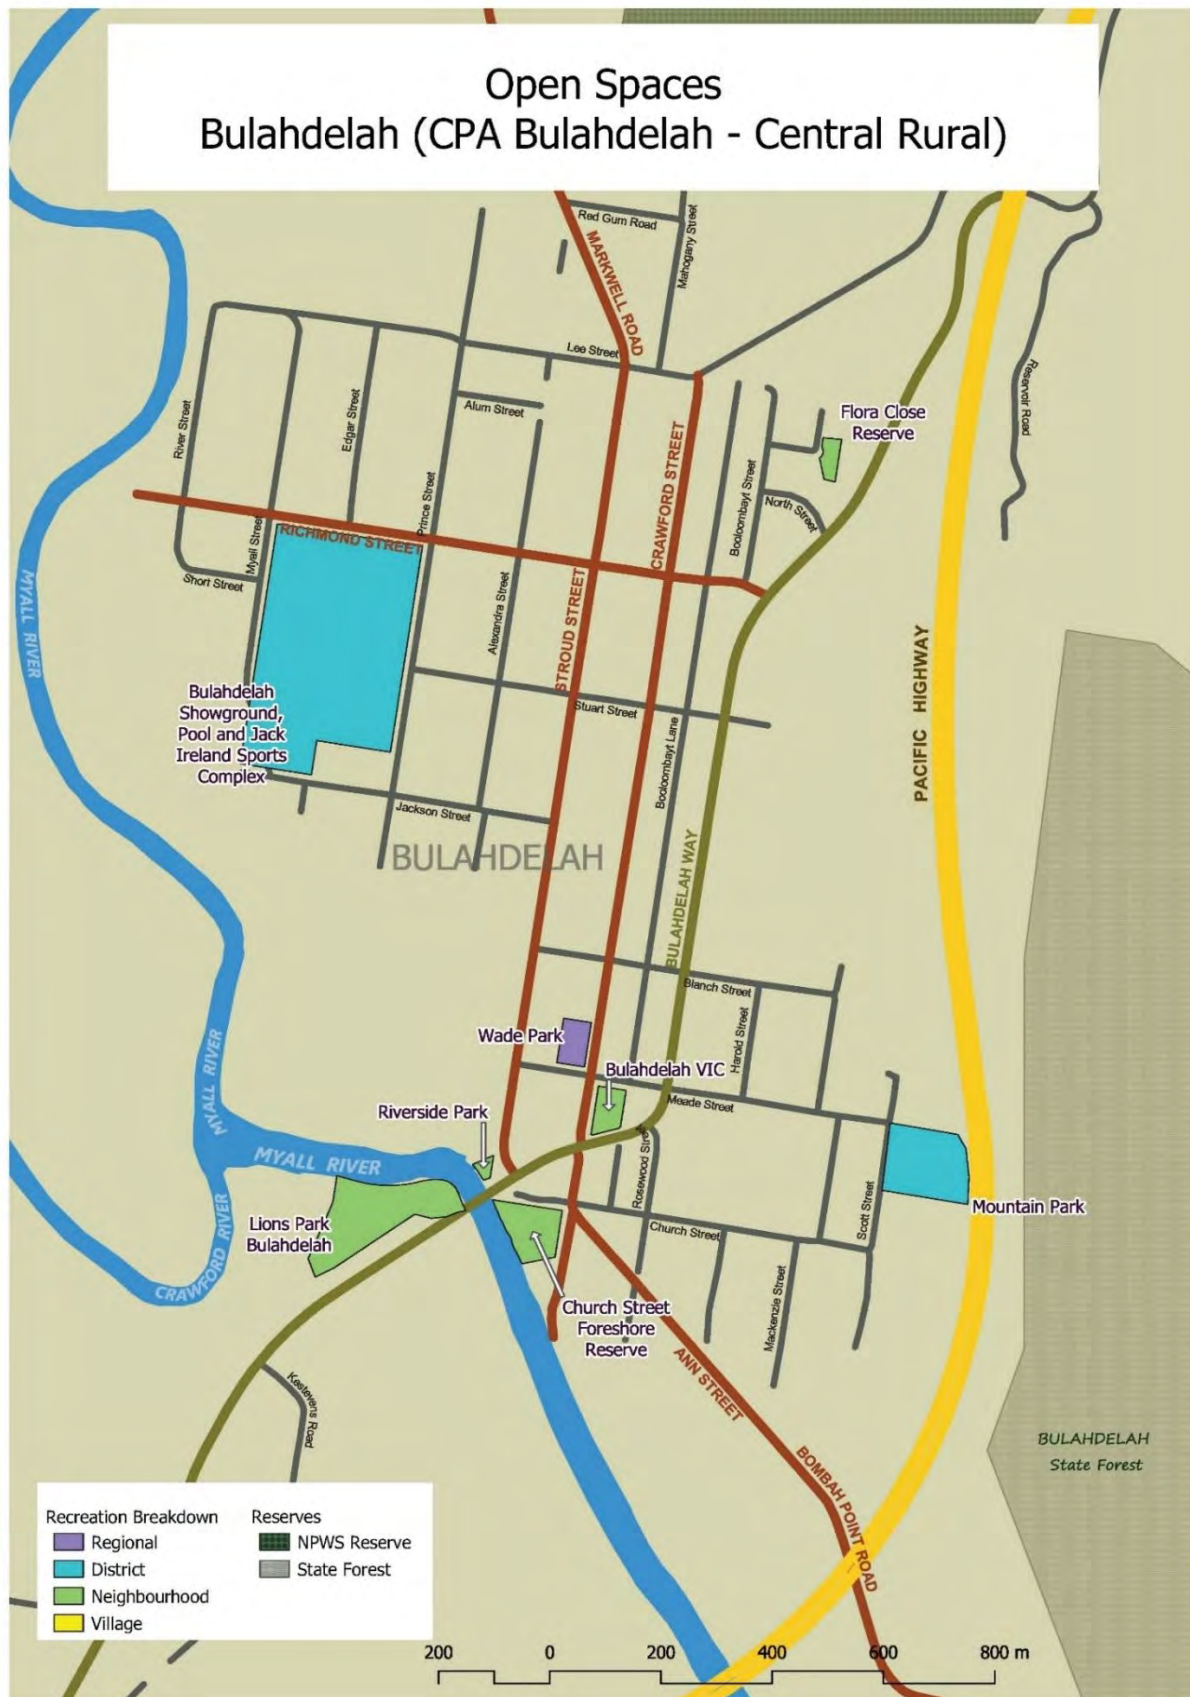 Open Spaces
Bulahdelah (CPA Bulahdelah - Central Rural)
Red Gum Road
Mahogany Street
MARKWELL ROAD
Lee Street
Reservoir Road
River Street
Edgar Street
Alum Street
Flora Close
Reserve
Prince Street
CRAWFORD STREET
Booloombayt Street
North Street
RICHMOND STREET
Myall Street
Short Street
MYALL RIVER
Alexandra Street
STROUD STREET
PACIFIC HIGHWAY
Bulahdelah
Showground,
Pool and Jack
Ireland Sports
Complex
Stuart Street
Booloombayt Lane
Jackson Street
BULAHDELAH
BULAHDELAH WAY
Blanch Street
Harold Street
Wade Park
Bulahdelah VIC
Meade Street
MYALL RIVER
Riverside Park
MYALL RIVER
Rosewood Street
Scott Street
Mountain Park
Lions Park
Bulahdelah
Church Street
CRAWFORD RIVER
Church Street
Foreshore
Reserve
Mackenzie Street
ANN STREET
Kestevens Road
BOMBAH POINT ROAD
BULAHDELAH
State Forest
Recreation Breakdown
Regional
District
Neighbourhood
Village
Reserves
NPWS Reserve
State Forest
200 0 200 400 600 800 m